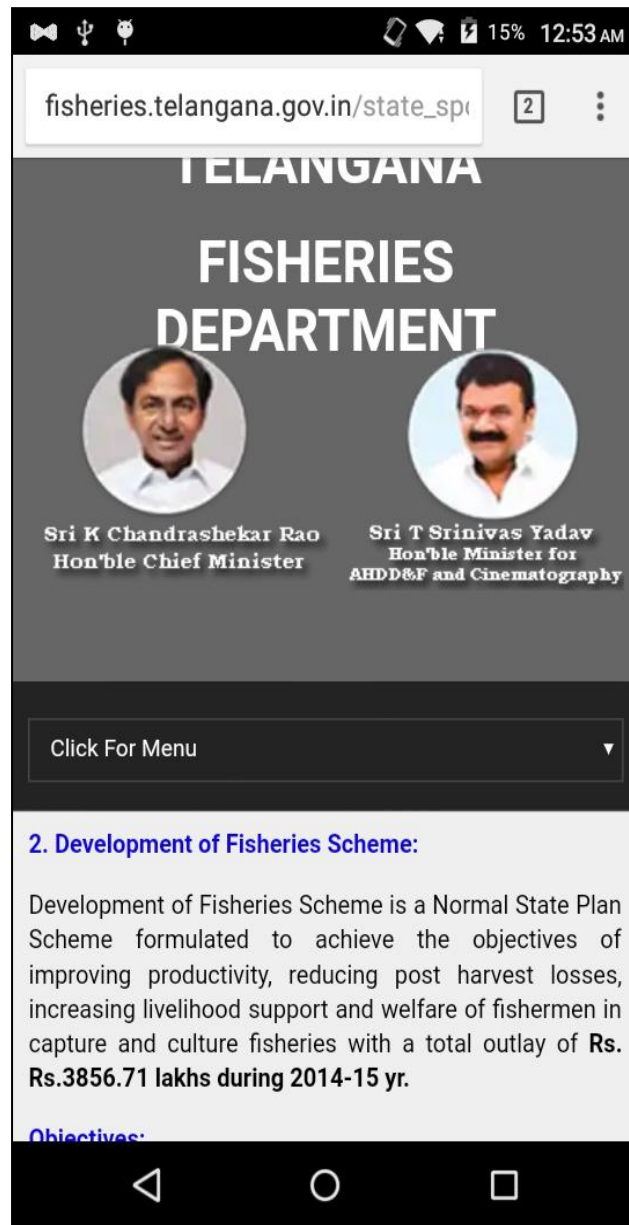 15% 12:53 AM
fisheries.telangana.gov.in/state_spo
2
TELANGANA
FISHERIES
DEPARTMENT
Sri K Chandrashekar Rao
Hon'ble Chief Minister
Sri T Srinivas Yadav
Hon'ble Minister for
AHDD&F and Cinematography
Click For Menu
2. Development of Fisheries Scheme:
Development of Fisheries Scheme is a Normal State Plan
Scheme formulated to achieve the objectives of
improving productivity, reducing post harvest losses,
increasing livelihood support and welfare of fishermen in
capture and culture fisheries with a total outlay of Rs.
Rs.3856.71 lakhs during 2014-15 yr.
Objectives: